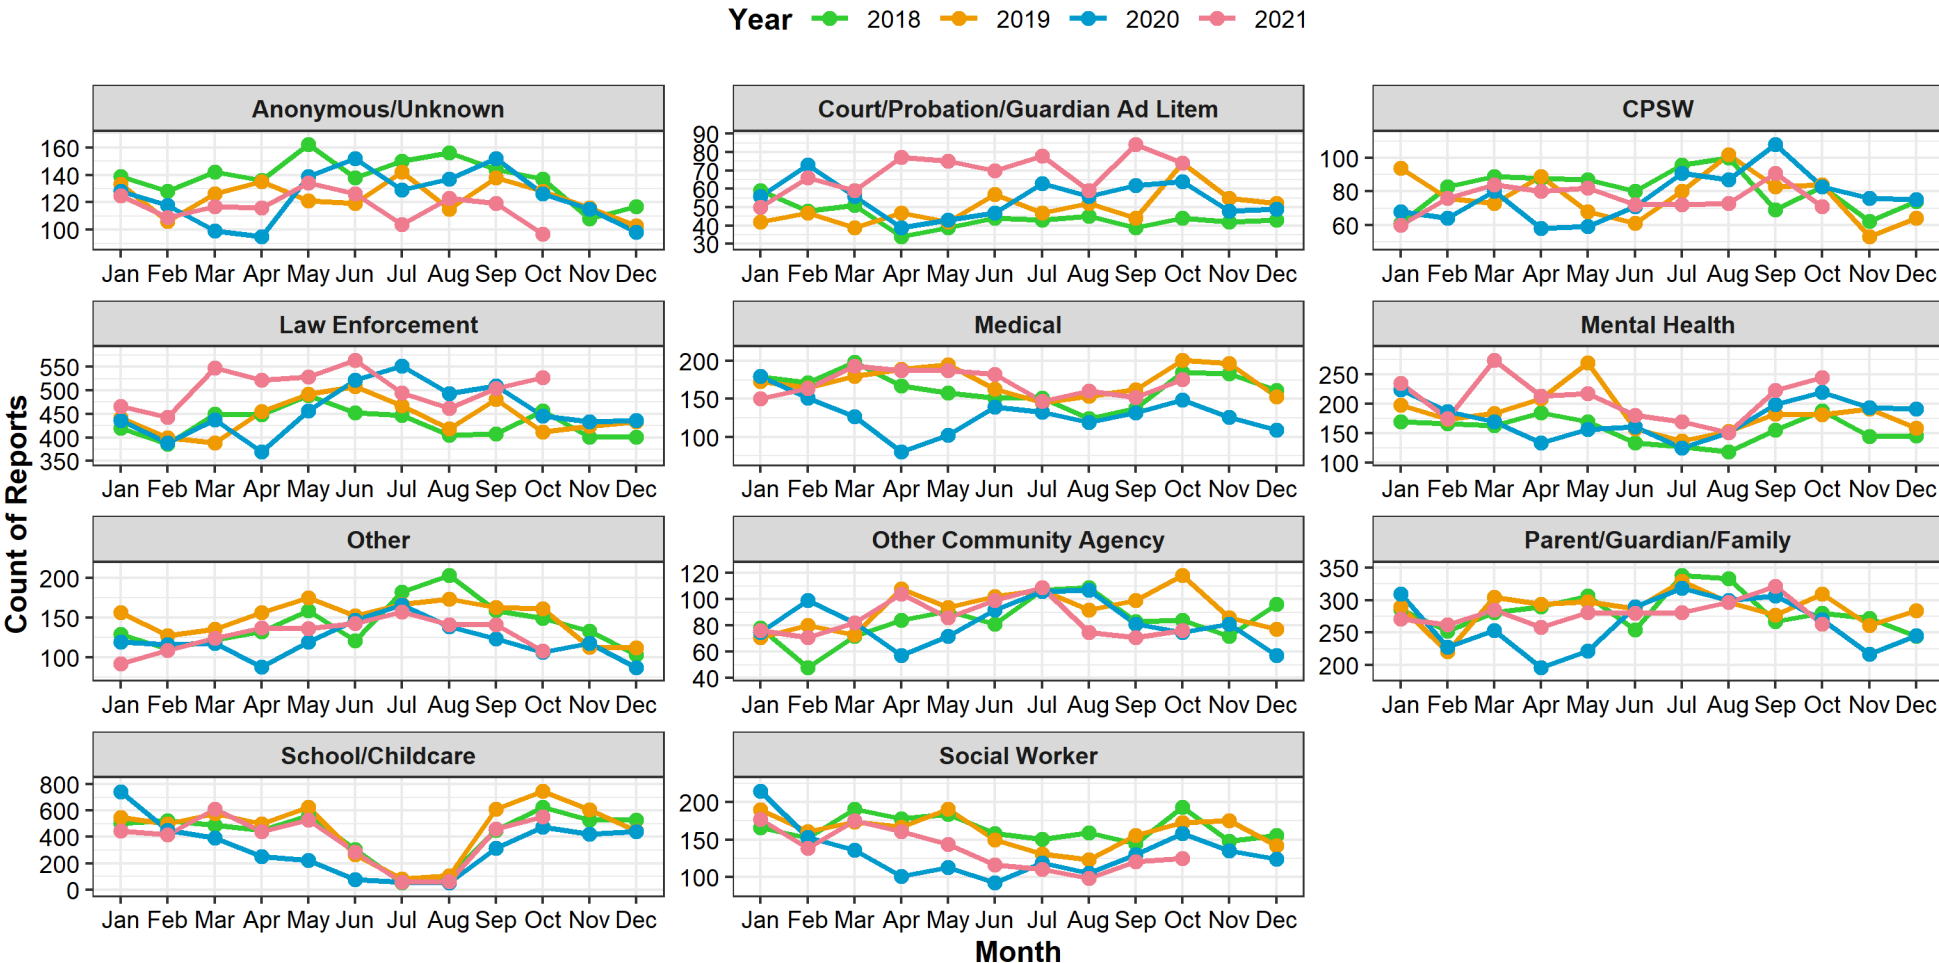 Year 2018 2019 2020 2021
Anonymous/Unknown Court/Probation/Guardian Ad Litem CPSW
160
140
120
100
90
80
70
60
50
40
30
100
80
60
Jan Feb Mar Apr May Jun Jul Aug Sep Oct Nov Dec
Jan Feb Mar Apr May Jun Jul Aug Sep Oct Nov Dec
Jan Feb Mar Apr May Jun Jul Aug Sep Oct Nov Dec
Law Enforcement Medical Mental Health
550
500
450
400
350
200
150
100
250
200
150
100
Jan Feb Mar Apr May Jun Jul Aug Sep Oct Nov Dec
Jan Feb Mar Apr May Jun Jul Aug Sep Oct Nov Dec
Jan Feb Mar Apr May Jun Jul Aug Sep Oct Nov Dec
Count of Reports
Other Other Community Agency Parent/Guardian/Family
200
150
100
120
100
80
60
40
350
300
250
200
Jan Feb Mar Apr May Jun Jul Aug Sep Oct Nov Dec
Jan Feb Mar Apr May Jun Jul Aug Sep Oct Nov Dec
Jan Feb Mar Apr May Jun Jul Aug Sep Oct Nov Dec
School/Childcare Social Worker
800
600
400
200
0
200
150
100
Jan Feb Mar Apr May Jun Jul Aug Sep Oct Nov Dec
Jan Feb Mar Apr May Jun Jul Aug Sep Oct Nov Dec
Month